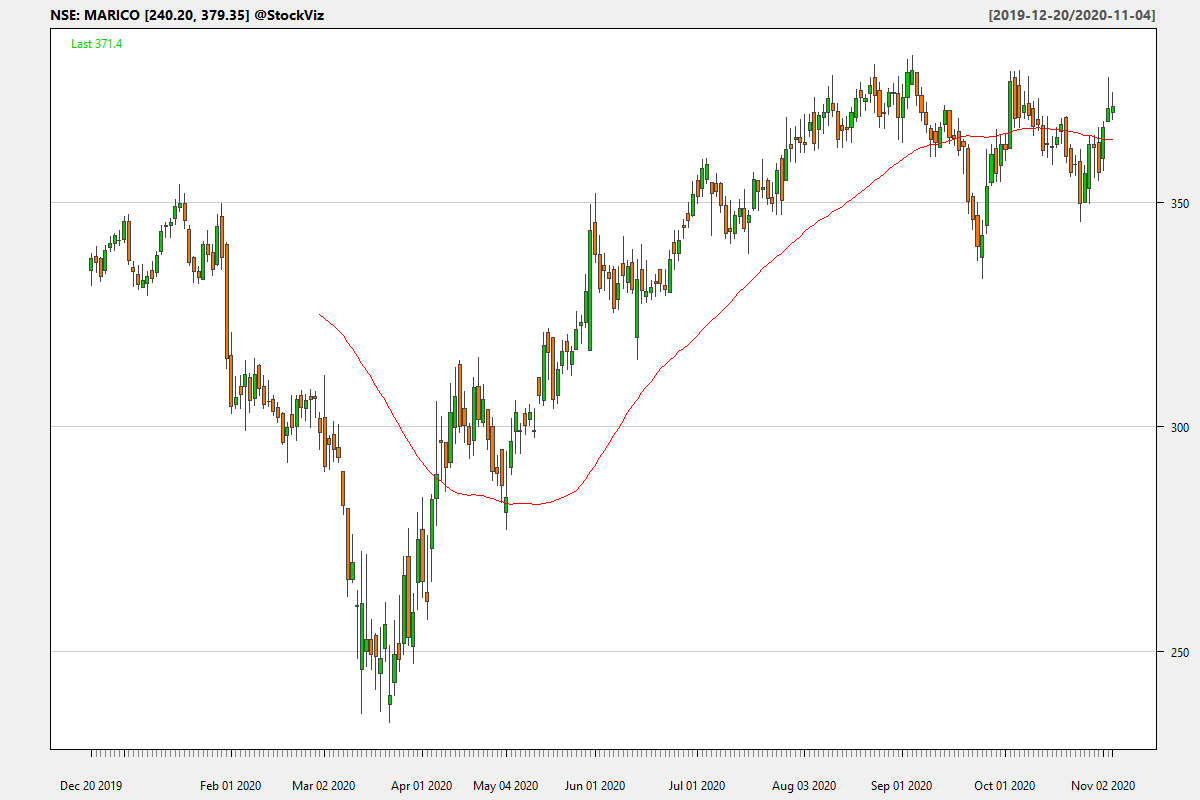 NSE: MARICO [240.20, 379.35] @StockViz
[2019-12-20/2020-11-04]
Last 371.4
350
300
250
Dec 20 2019
Feb 01 2020
Mar 02 2020
Apr 01 2020
May 04 2020
Jun 01 2020
Jul 01 2020
Aug 03 2020
Sep 01 2020
Oct 01 2020
Nov 02 2020